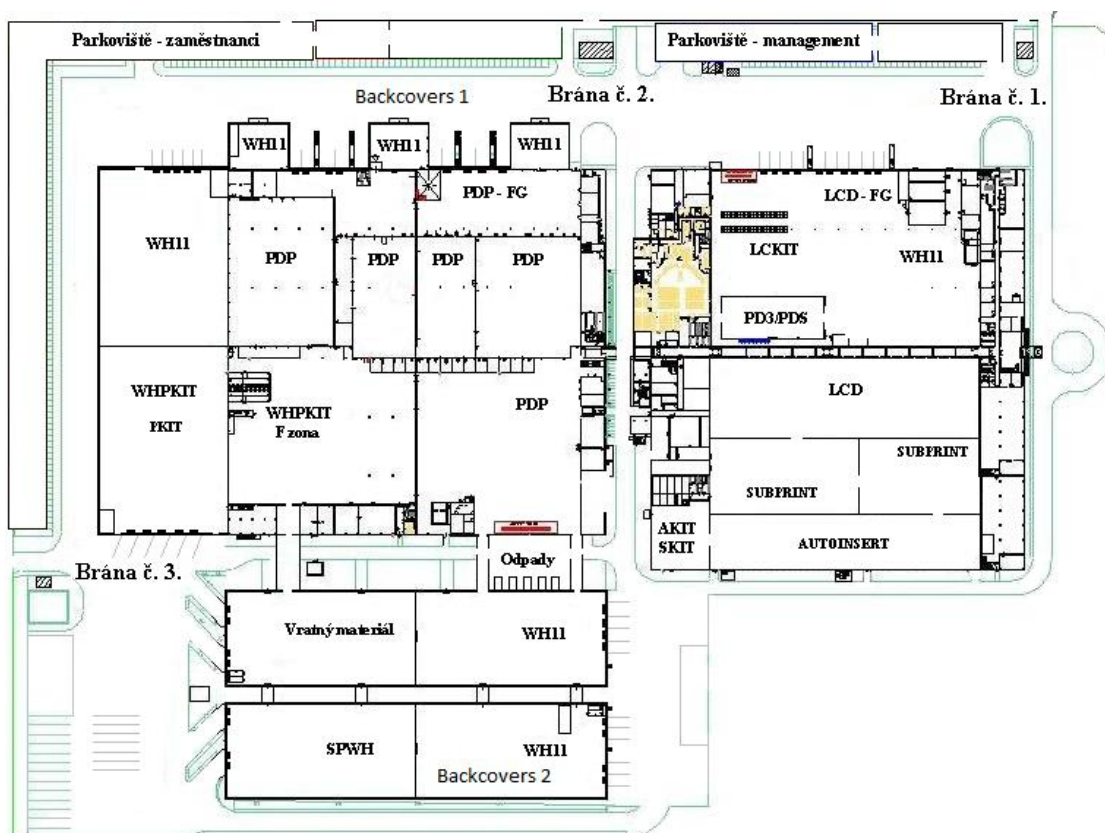 Parkoviště - zaměstnanci
Parkoviště - management
Backcovers 1
Brána č. 2.
Brána č. 1.
WH11
WH11
WH11
PDP - FG
LCD - FG
WH11
PDP
PDP
PDP
PDP
LCKIT
WH11
PD3/PDS
WHPKIT
PKIT
WHPKIT
F zona
PDP
LCD
SUBPRINT
SUBPRINT
AKIT
SKIT
AUTOINSERT
Odpady
Brána č. 3.
Vratný materiál
WH11
SPWH
WH11
Backcovers 2